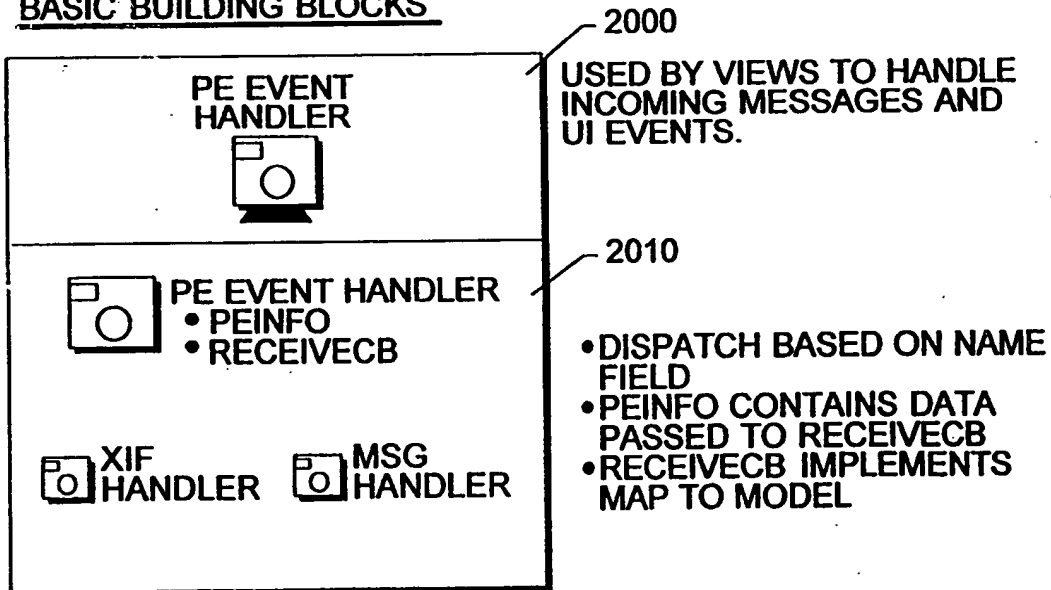 BASIC BUILDING BLOCKS
2000
PE EVENT
HANDLER
USED BY VIEWS TO HANDLE
INCOMING MESSAGES AND
UI EVENTS.
2010
PE EVENT HANDLER
• PEINFO
• RECEIVECB
XIF
HANDLER
MSG
HANDLER
•DISPATCH BASED ON NAME
FIELD
•PEINFO CONTAINS DATA
PASSED TO RECEIVECB
•RECEIVECB IMPLEMENTS
MAP TO MODEL